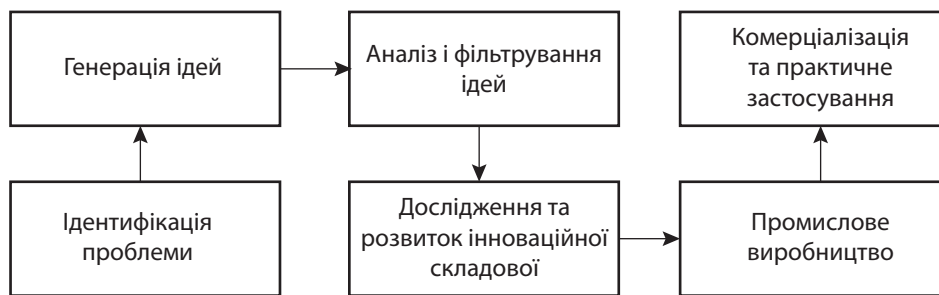 Генерація ідей
Аналіз і фільтрування
ідей
Комерціалізація
та практичне
застосування
Ідентифікація
проблеми
Дослідження та
розвиток інноваційної
складової
Промислове
виробництво